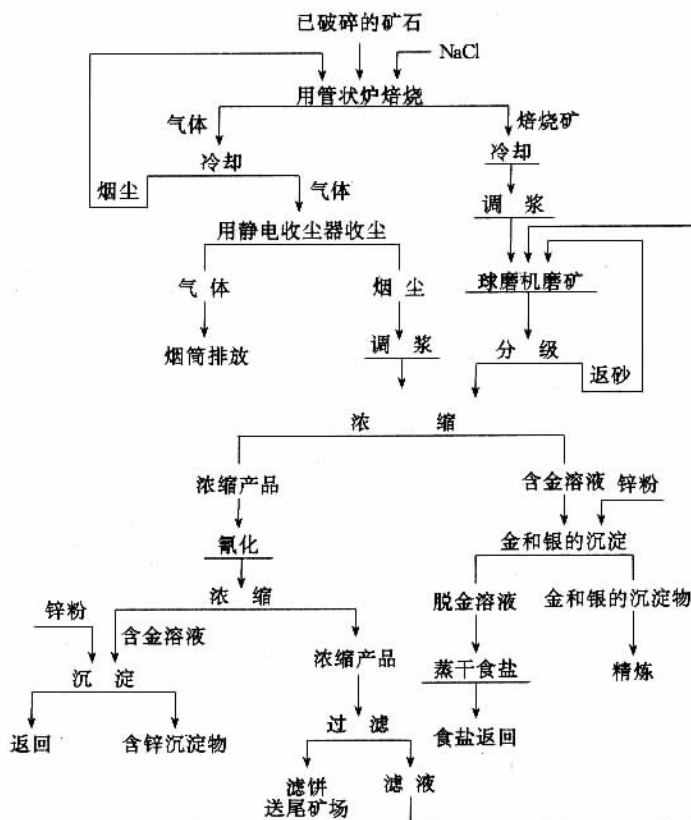 已破碎的矿石
NaCl
用管状炉焙烧
气体
焙烧矿
冷却
冷却
烟尘
气体
调 浆
用静电收尘器收尘
气 体
烟 尘
球磨机磨矿
烟筒排放
调 浆
分 级
返砂
浓 缩
浓缩产品
含金溶液
锌粉
氰化
金和银的沉淀
浓 缩
脱金溶液
金和银的沉淀物
锌粉
含金溶液
浓缩产品
沉 淀
蒸干食盐
精炼
返回
含锌沉淀物
过 滤
食盐返回
滤饼
滤 液
送尾矿场